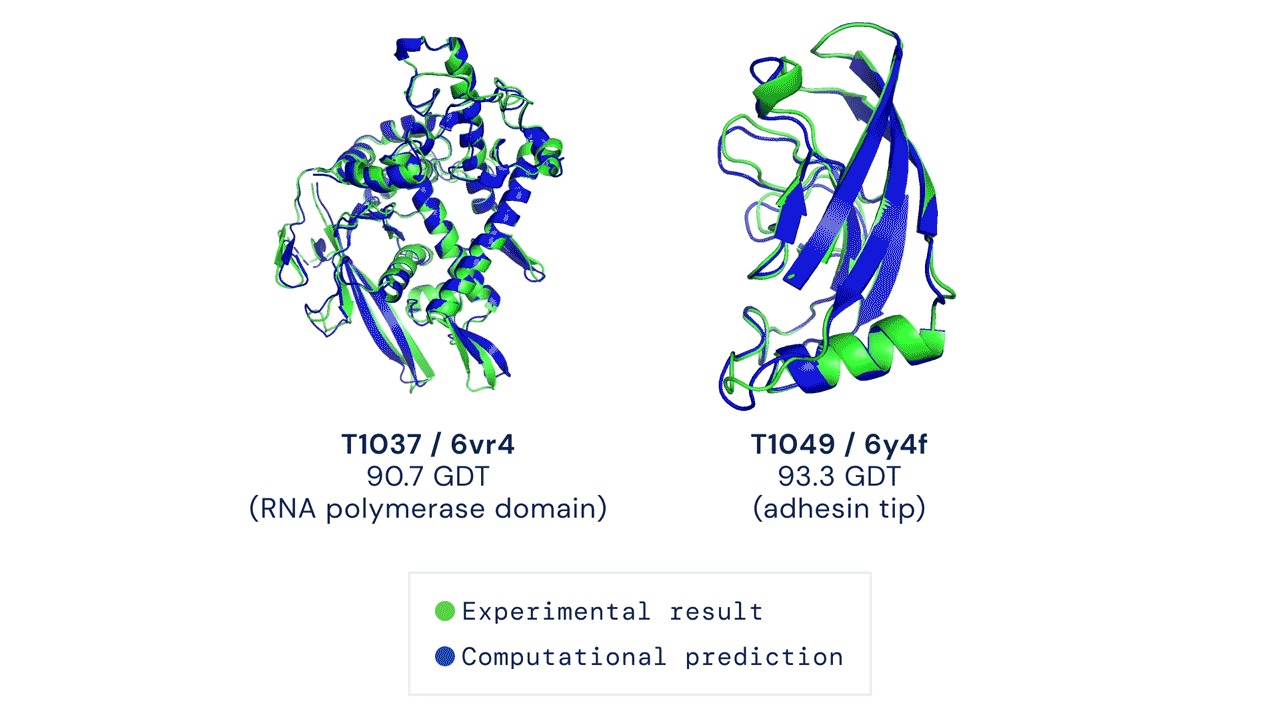 T1037 / 6vr4
90.7 GDT
(RNA polymerase domain)
T1049 / 6y4f
93.3 GDT
(adhesin tip)
Experimental result
Computational prediction